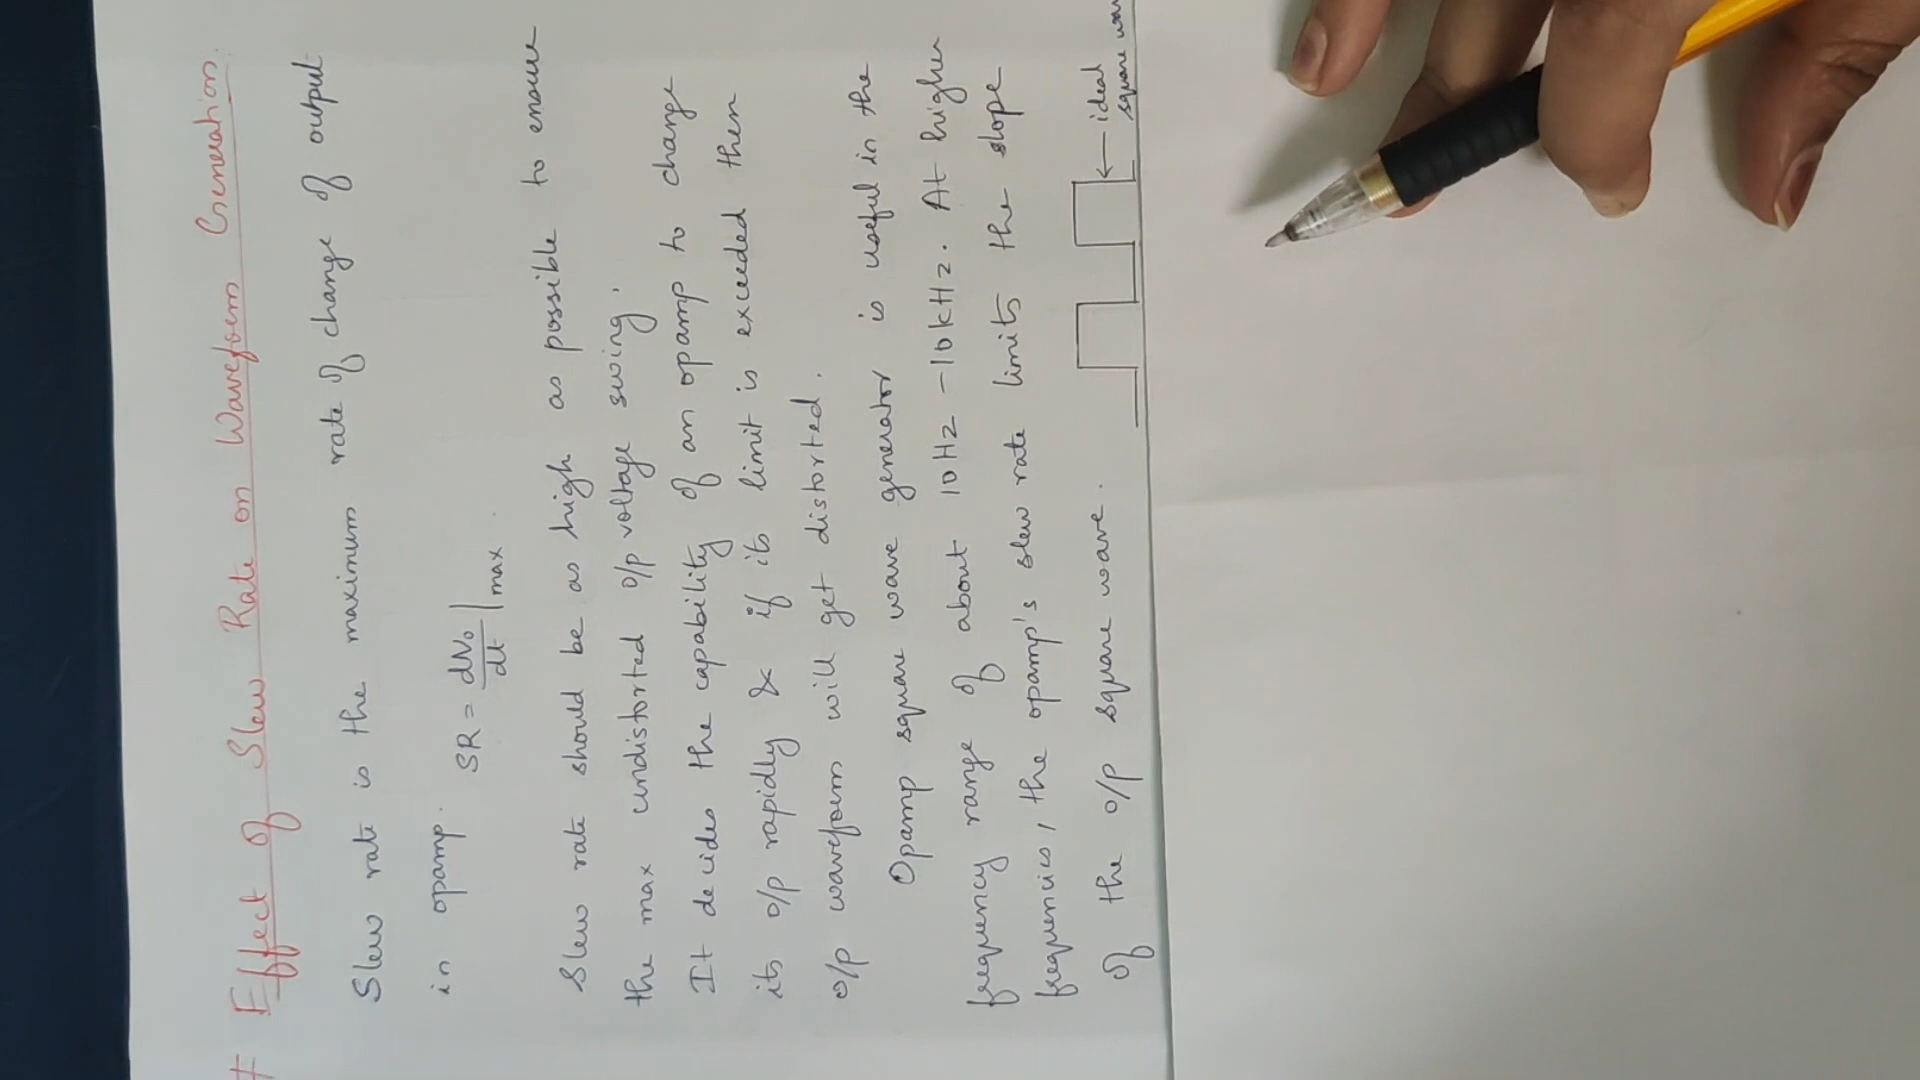 # Effect of Slew Rate on Waveform Generation.
Slew rate is the maximum rate of change of output
in opamp. SR = dVo/dt |max.
Slew rate should be as high as possible to ensure
the max undistorted o/p voltage swing.
It decides the capability of an opamp to change
its o/p rapidly & if its limit is exceeded then
o/p waveform will get distorted.
Opamp square wave generator is useful in the
frequency range of about 10Hz - 10kHz. At higher
frequencies, the opamp's slew rate limits the slope
of the o/p square wave.
← ideal
square